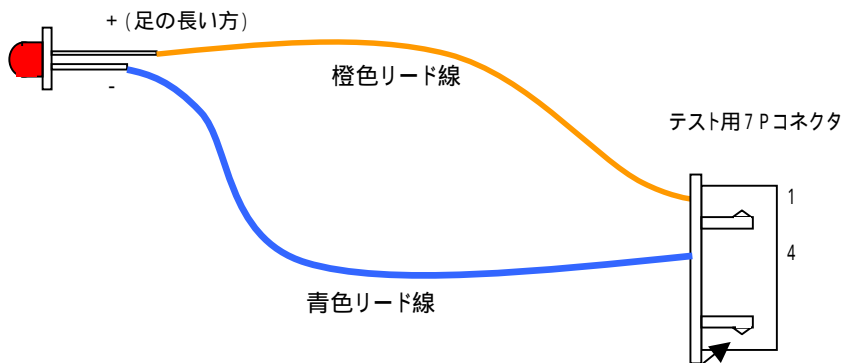 + (足の長い方)
-
橙色リード線
テスト用7Pコネクタ
1
4
青色リード線